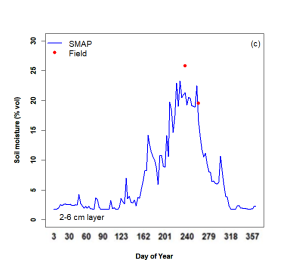 SMAP
Field
(c)
Soil moisture (% vol)
30
25
20
15
10
5
0
2-6 cm layer
3 30 60 90 123 162 201 240 279 318 357
Day of Year